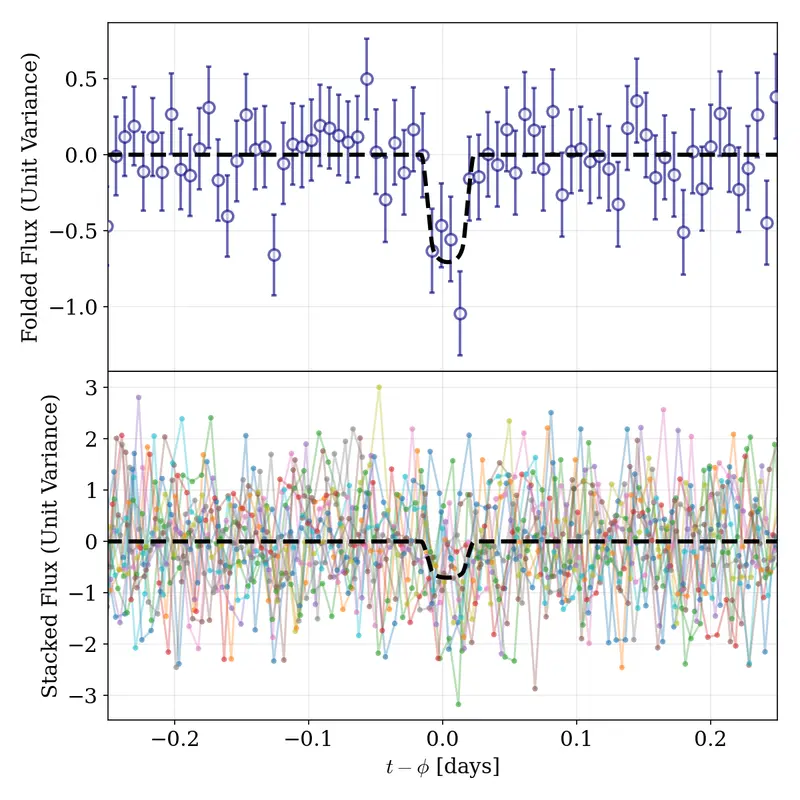 Folded Flux (Unit Variance)
0.5
0.0
−0.5
−1.0
Stacked Flux (Unit Variance)
3
2
1
0
−1
−2
−3
−0.2 −0.1 0.0 0.1 0.2
t − ϕ [days]